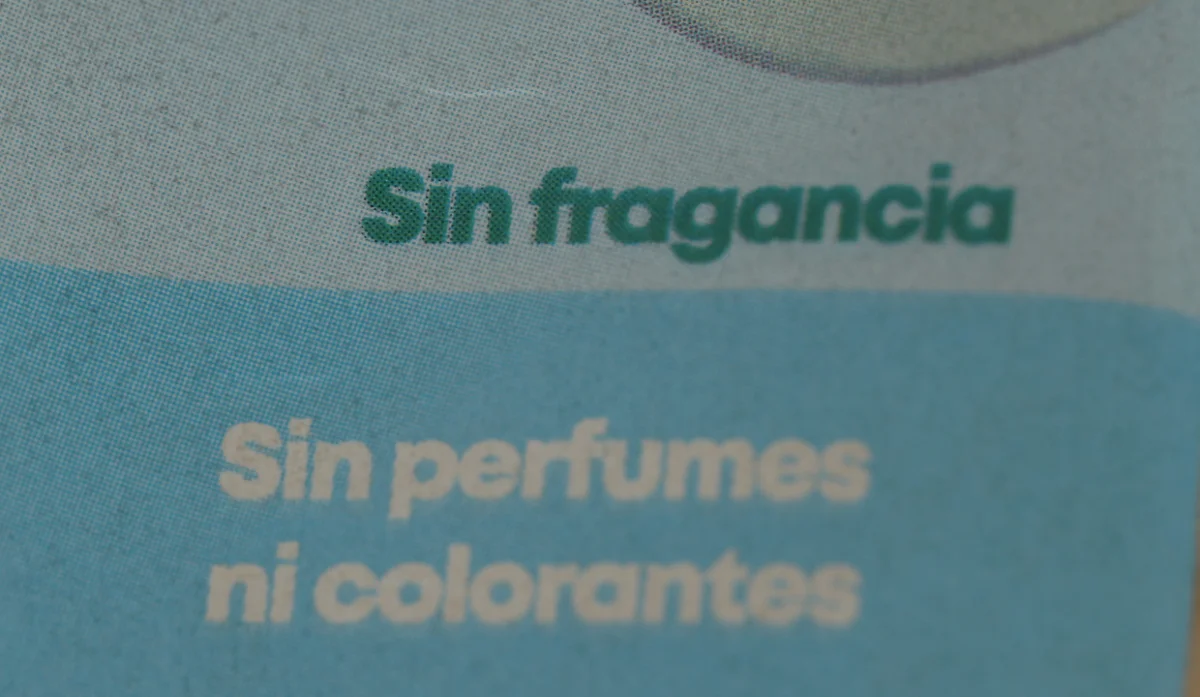 Sin fragancia
Sin perfumes
ni colorantes